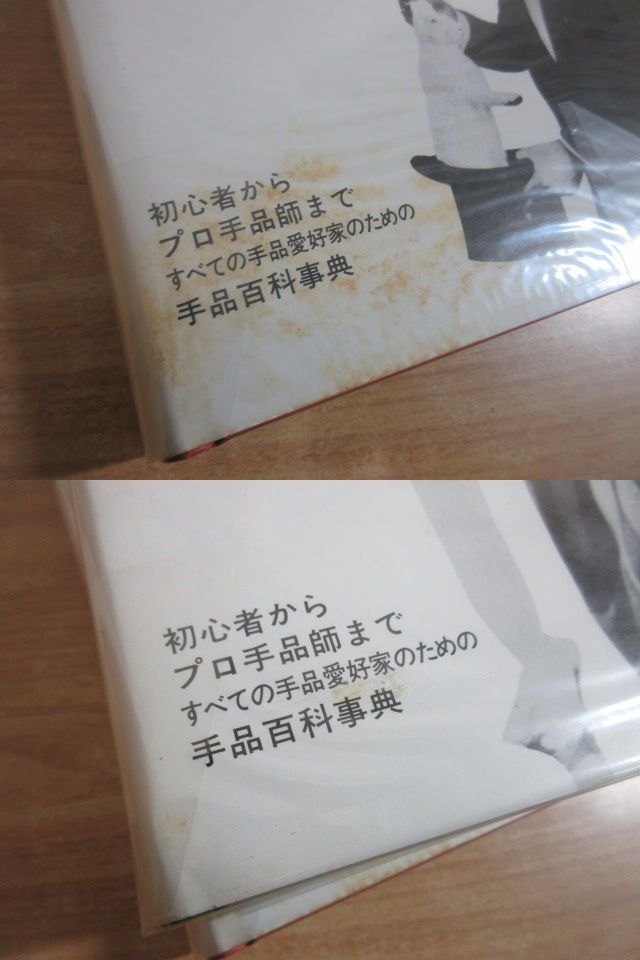 初心者から
プロ手品師まで
すべての手品愛好家のための
手品百科事典
初心者から
プロ手品師まで
すべての手品愛好家のための
手品百科事典